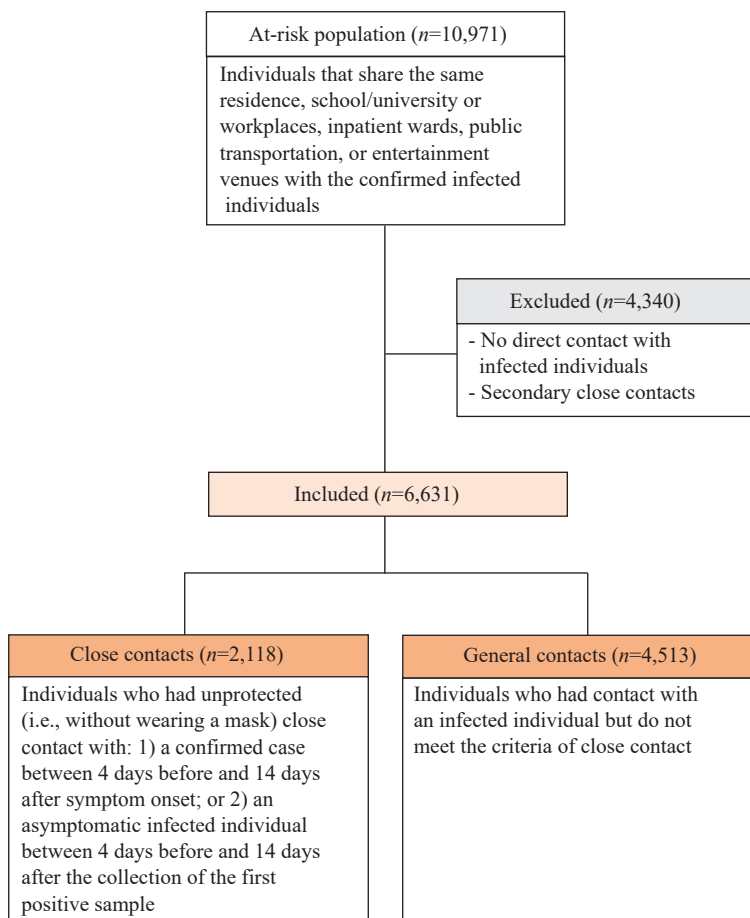 At-risk population (n=10,971)
Individuals that share the same
residence, school/university or
workplaces, inpatient wards, public
transportation, or entertainment
venues with the confirmed infected
individuals
Excluded (n=4,340)
- No direct contact with
infected individuals
- Secondary close contacts
Included (n=6,631)
Close contacts (n=2,118)
Individuals who had unprotected
(i.e., without wearing a mask) close
contact with: 1) a confirmed case
between 4 days before and 14 days
after symptom onset; or 2) an
asymptomatic infected individual
between 4 days before and 14 days
after the collection of the first
positive sample
General contacts (n=4,513)
Individuals who had contact with
an infected individual but do not
meet the criteria of close contact